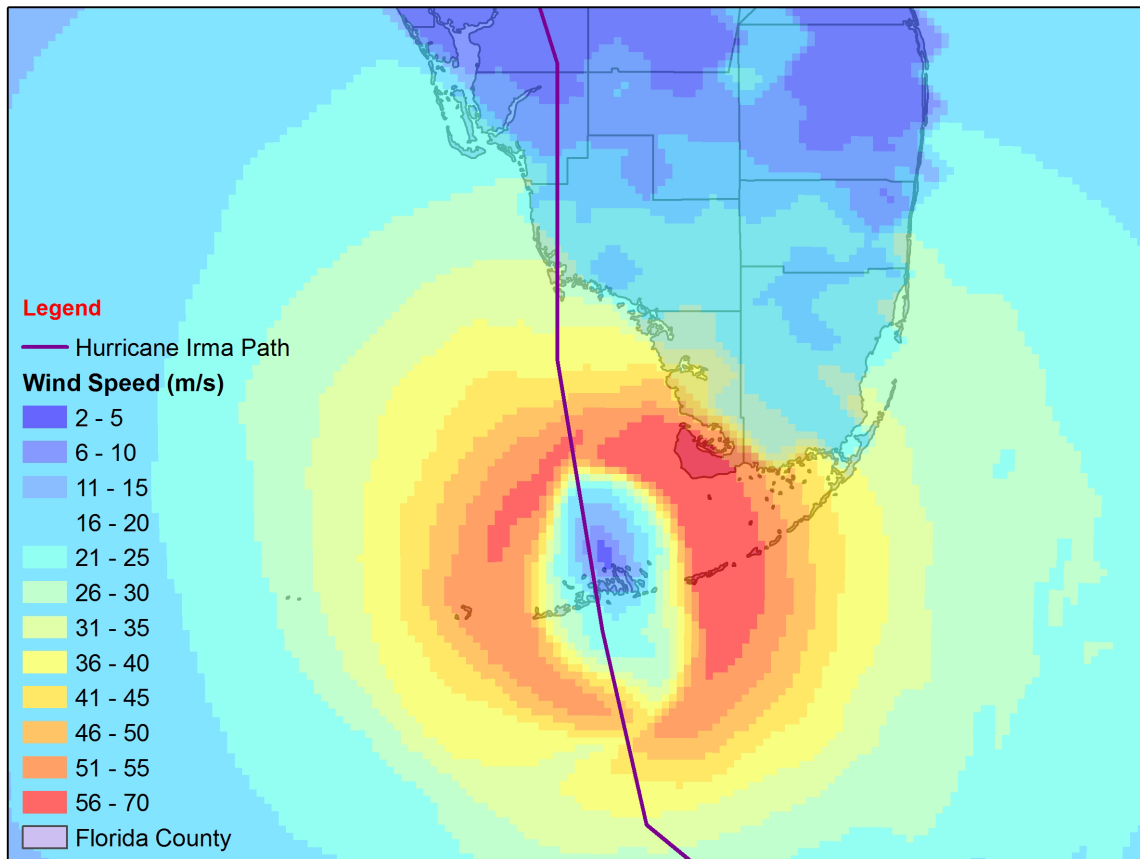 Legend
Hurricane Irma Path
Wind Speed (m/s)
2 - 5
6 - 10
11 - 15
16 - 20
21 - 25
26 - 30
31 - 35
36 - 40
41 - 45
46 - 50
51 - 55
56 - 70
Florida County